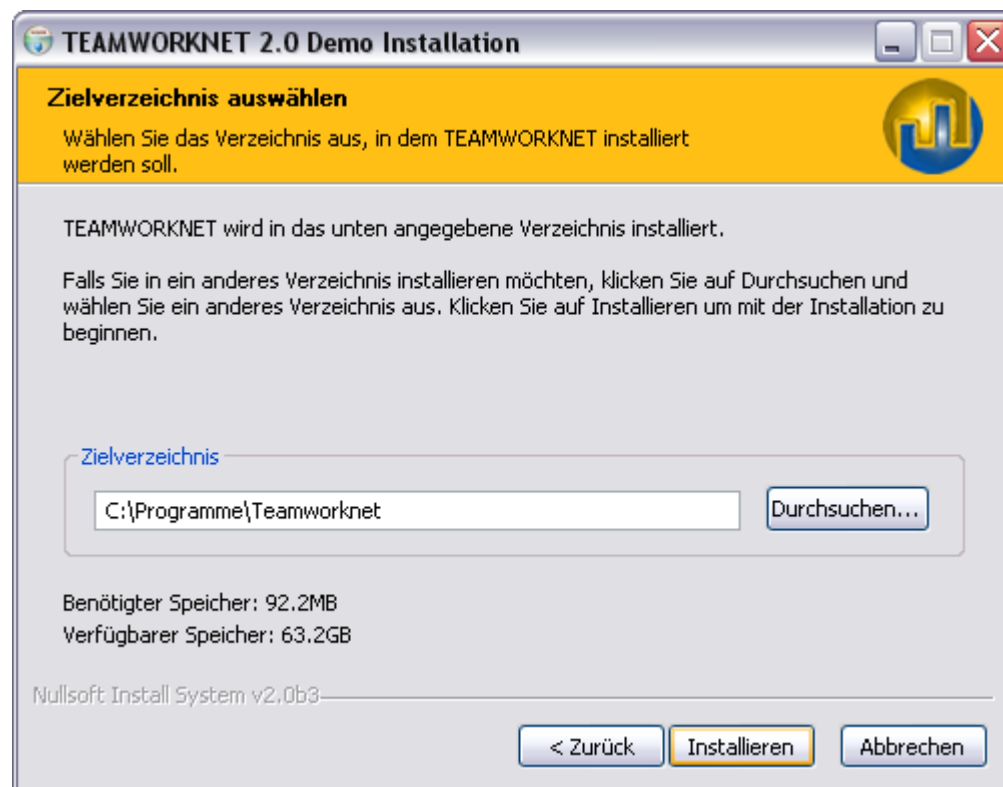 TEAMWORKNET 2.0 Demo Installation
Zielverzeichnis auswählen
Wählen Sie das Verzeichnis aus, in dem TEAMWORKNET installiert
werden soll.
TEAMWORKNET wird in das unten angegebene Verzeichnis installiert.
Falls Sie in ein anderes Verzeichnis installieren möchten, klicken Sie auf Durchsuchen und
wählen Sie ein anderes Verzeichnis aus. Klicken Sie auf Installieren um mit der Installation zu
beginnen.
Zielverzeichnis
C:\Programme\Teamworknet
Durchsuchen...
Benötigter Speicher: 92.2MB
Verfügbarer Speicher: 63.2GB
Nullsoft Install System v2.0b3
< Zurück
Installieren
Abbrechen